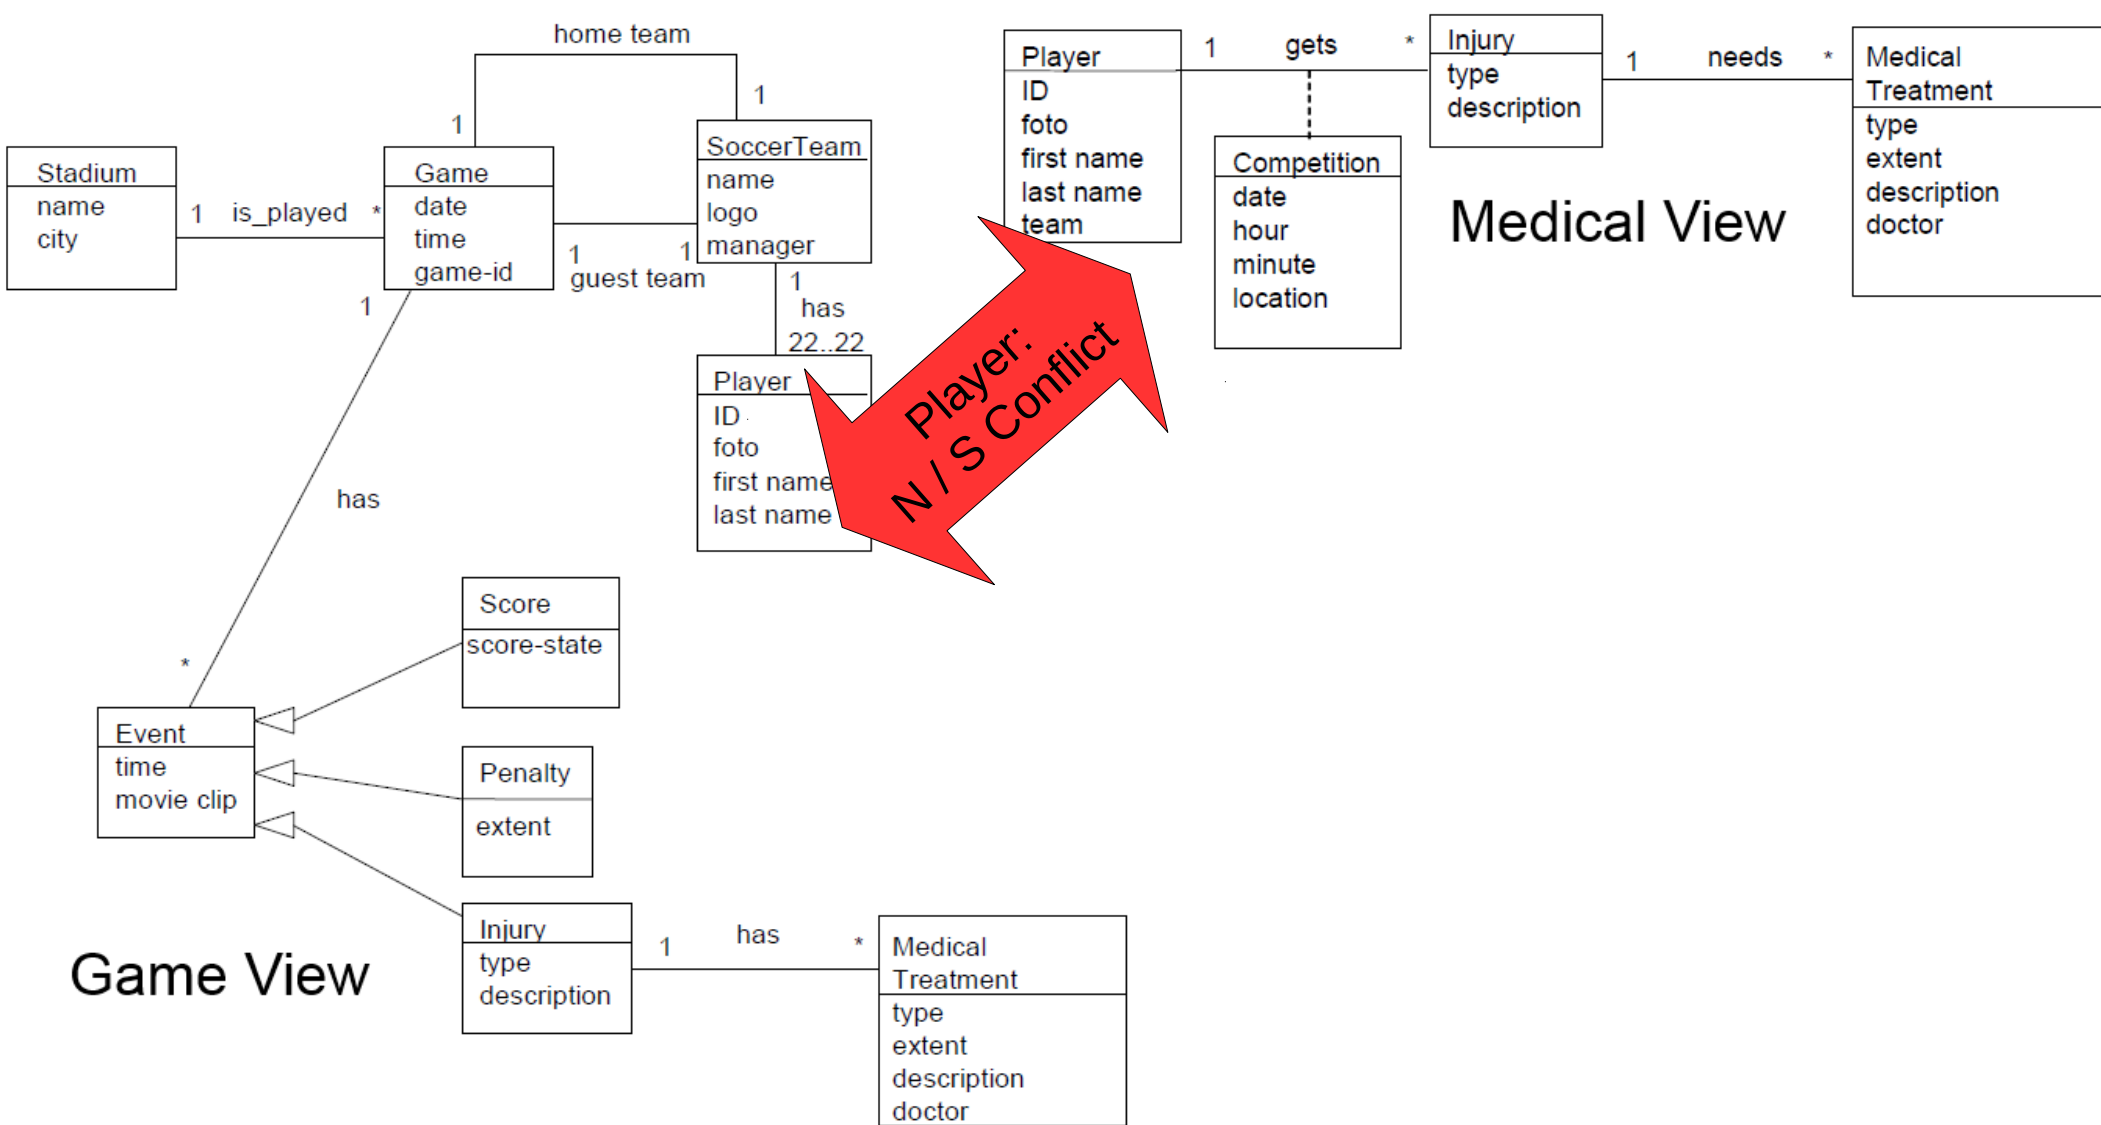 home team
1
1
Stadium
name
city
1 is_played *
Game
date
time
game-id
SoccerTeam
name
logo
manager
1
1
guest team
1
has
22..22
Player
ID
foto
first name
last name
1
has
*
Event
time
movie clip
Score
score-state
Penalty
extent
Injury
type
description
1 has *
Medical
Treatment
type
extent
description
doctor
Game View
Player:
N / S Conflict
Player
ID
foto
first name
last name
team
1 gets *
Competition
date
hour
minute
location
Injury
type
description
1 needs *
Medical
Treatment
type
extent
description
doctor
Medical View